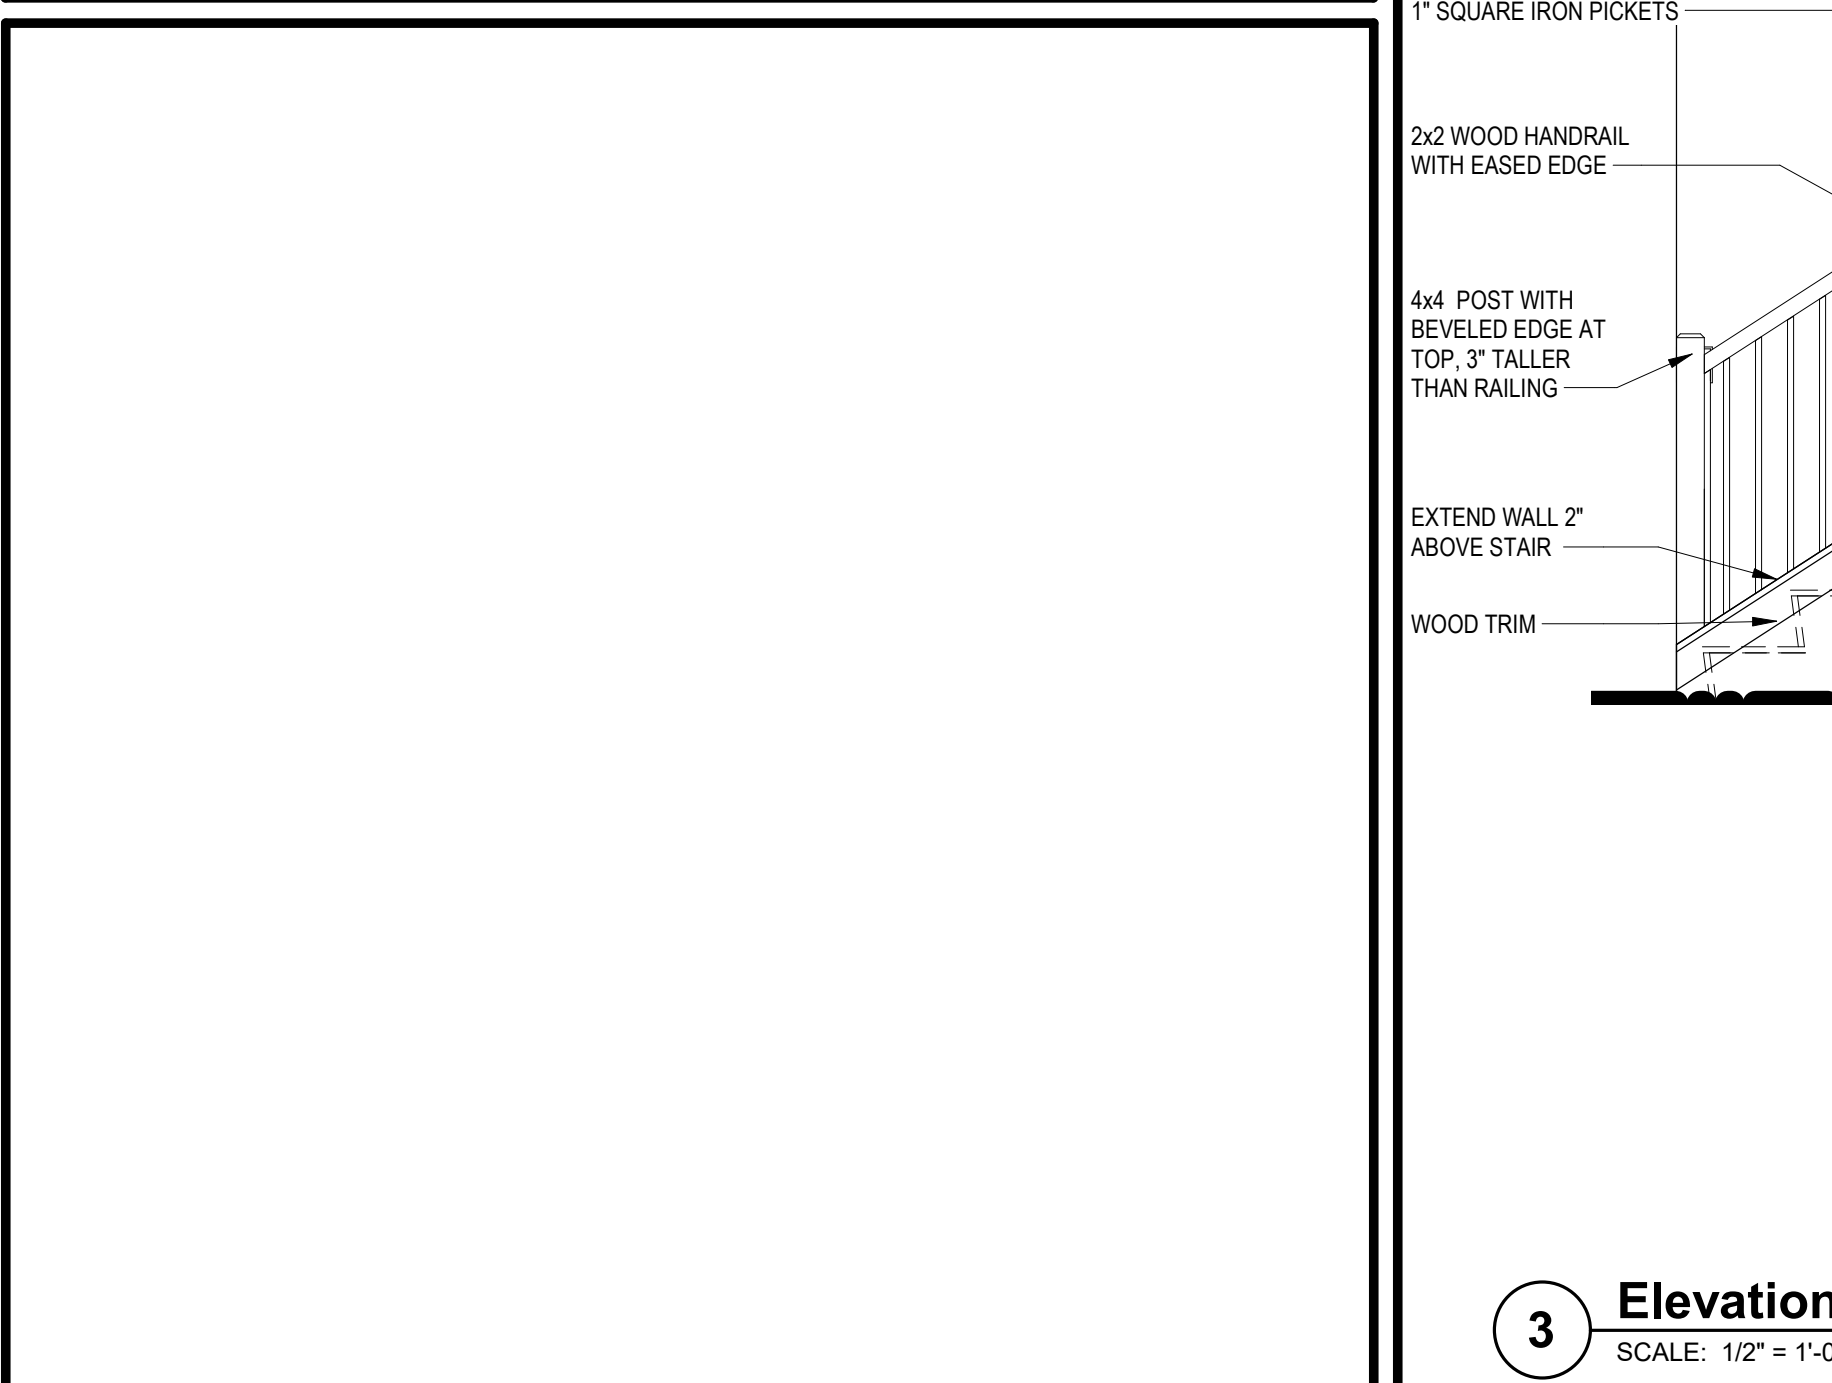 1" SQUARE IRON PICKETS
2x2 WOOD HANDRAIL
WITH EASED EDGE
4x4 POST WITH
BEVELED EDGE AT
TOP, 3" TALLER
THAN RAILING
EXTEND WALL 2"
ABOVE STAIR
WOOD TRIM
3
Elevation
SCALE: 1/2" = 1'-0